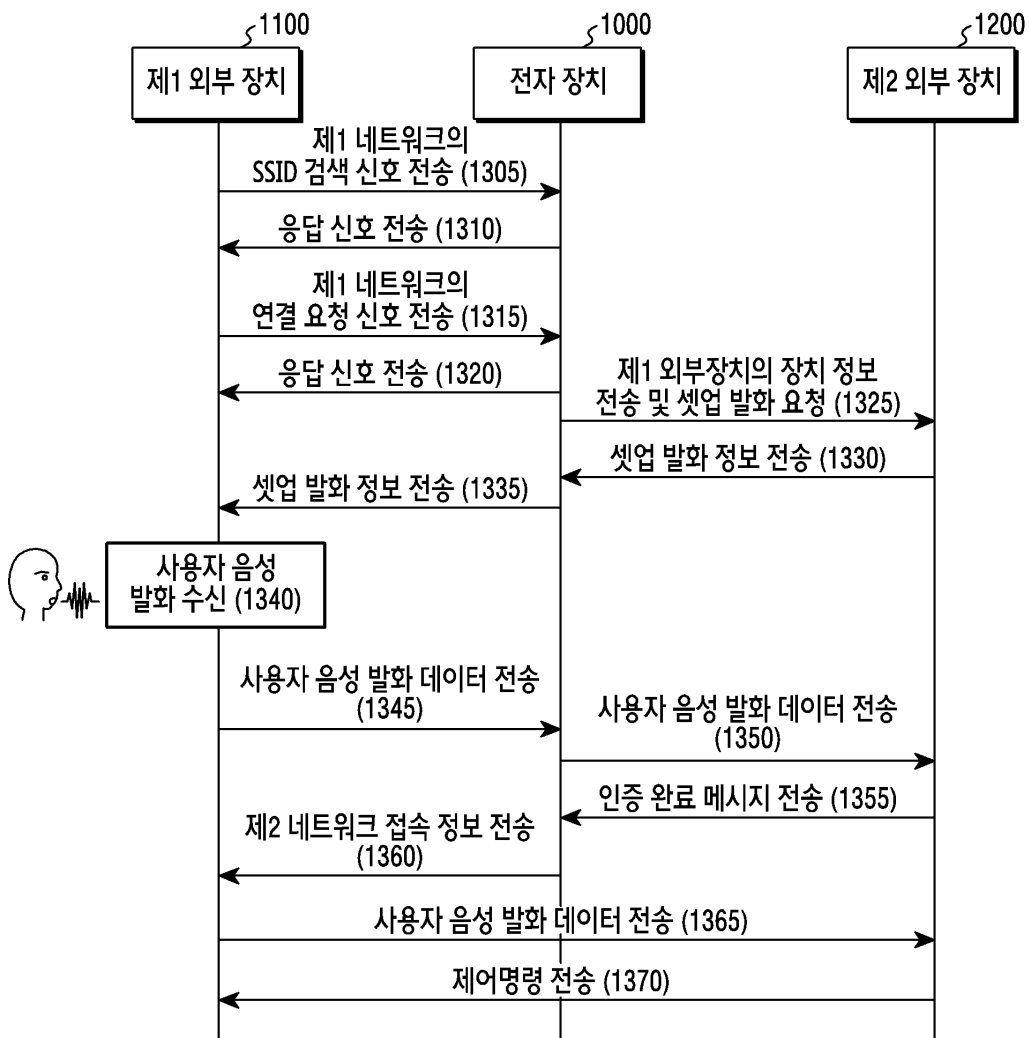 1100
1000
1200
제1 외부 장치
전자 장치
제2 외부 장치
제1 네트워크의
SSID 검색 신호 전송 (1305)
응답 신호 전송 (1310)
제1 네트워크의
연결 요청 신호 전송 (1315)
응답 신호 전송 (1320)
제1 외부장치의 장치 정보
전송 및 셋업 발화 요청 (1325)
셋업 발화 정보 전송 (1330)
셋업 발화 정보 전송 (1335)
사용자 음성
발화 수신 (1340)
사용자 음성 발화 데이터 전송
(1345)
사용자 음성 발화 데이터 전송
(1350)
인증 완료 메시지 전송 (1355)
제2 네트워크 접속 정보 전송
(1360)
사용자 음성 발화 데이터 전송 (1365)
제어명령 전송 (1370)